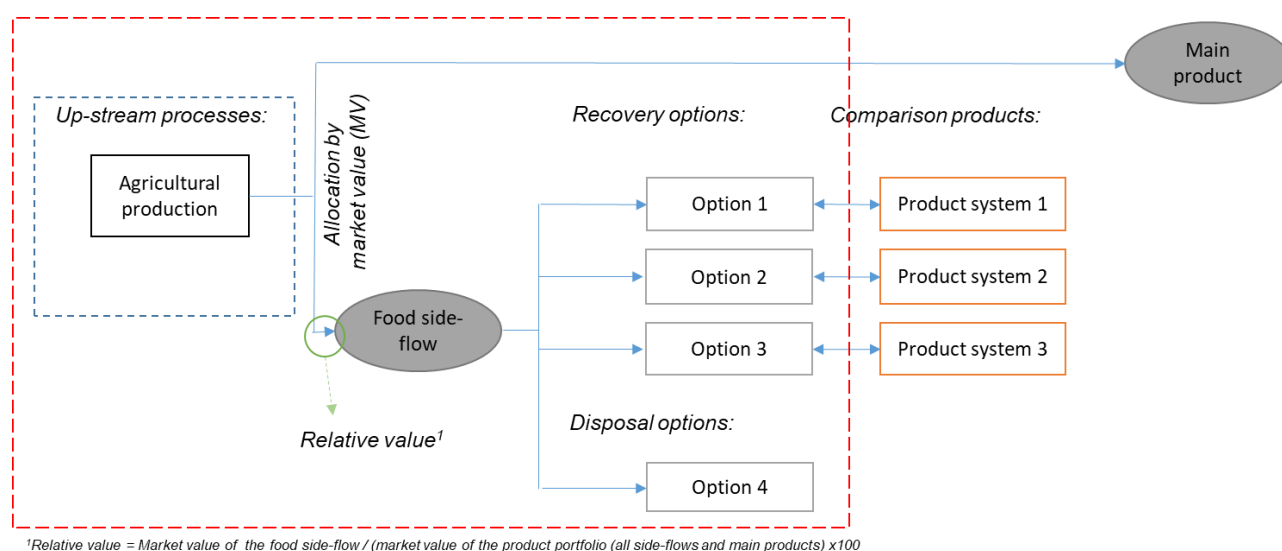 Main
product
Up-stream processes:
Agricultural
production
Allocation by
market value (MV)
Recovery options:
Comparison products:
Option 1
Product system 1
Option 2
Product system 2
Option 3
Product system 3
Food side-
flow
Relative value¹
Disposal options:
Option 4
¹Relative value = Market value of the food side-flow / (market value of the product portfolio (all side-flows and main products) x100